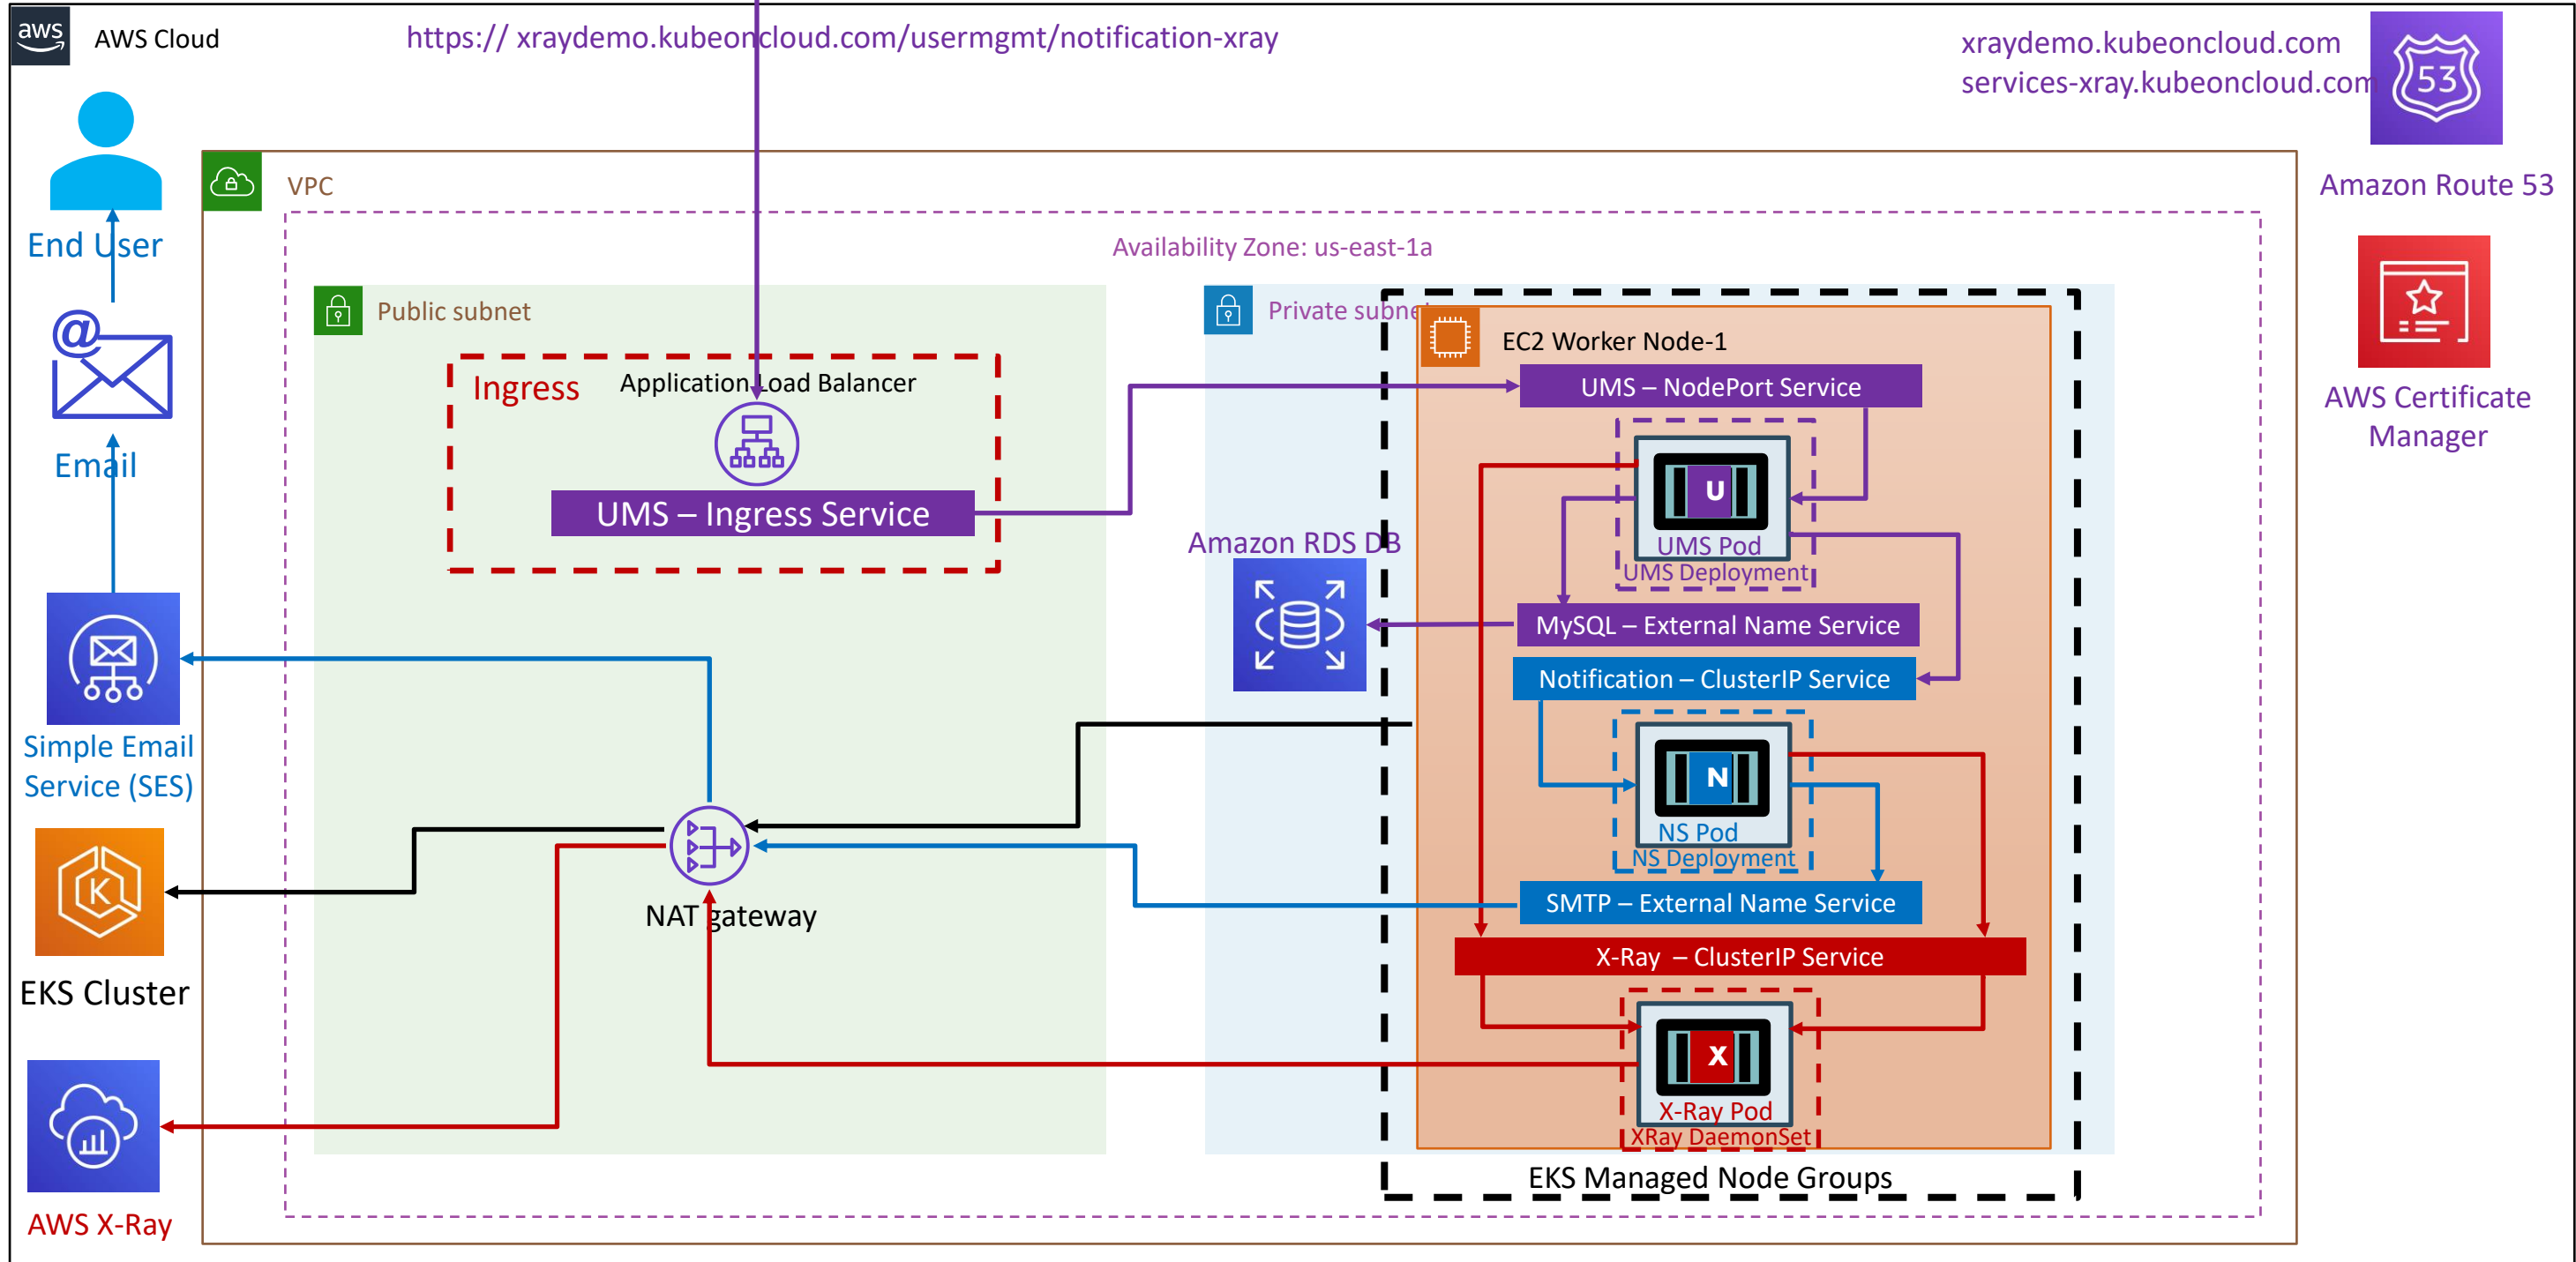 aws
AWS Cloud
https:// xraydemo.kubeoncloud.com/usermgmt/notification-xray
xraydemo.kubeoncloud.com
services-xray.kubeoncloud.com
53
Amazon Route 53
VPC
End User
Availability Zone: us-east-1a
Public subnet
Private subnet
EC2 Worker Node-1
AWS Certificate
Manager
Ingress
Application Load Balancer
UMS – NodePort Service
@
Email
UMS – Ingress Service
U
UMS Pod
UMS Deployment
Amazon RDS DB
MySQL – External Name Service
Notification – ClusterIP Service
Simple Email
Service (SES)
N
NS Pod
NS Deployment
K
NAT gateway
SMTP – External Name Service
X-Ray – ClusterIP Service
EKS Cluster
X
X-Ray Pod
XRay DaemonSet
EKS Managed Node Groups
AWS X-Ray